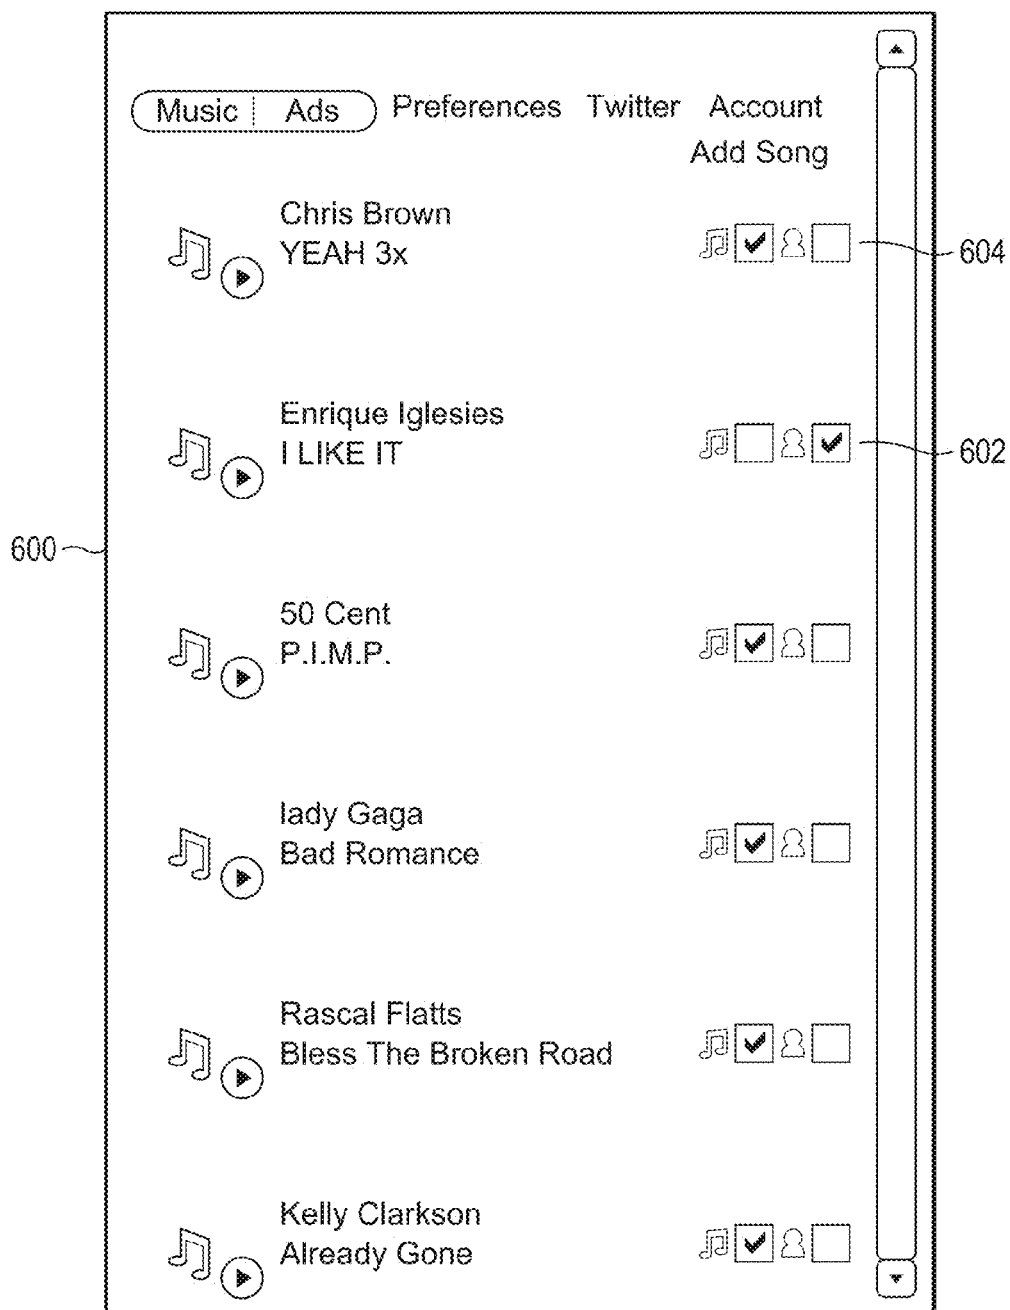 Music Ads Preferences Twitter Account
Add Song
Chris Brown
YEAH 3x
604
Enrique Iglesies
I LIKE IT
602
600
50 Cent
P.I.M.P.
lady Gaga
Bad Romance
Rascal Flatts
Bless The Broken Road
Kelly Clarkson
Already Gone